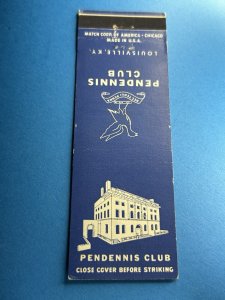 MATCH CORP. OF AMERICA • CHICAGO
MADE IN U.S.A.
LOUISVILLE, KY.
PENDENNIS
CLUB
PENDENNIS CLUB
CLOSE COVER BEFORE STRIKING